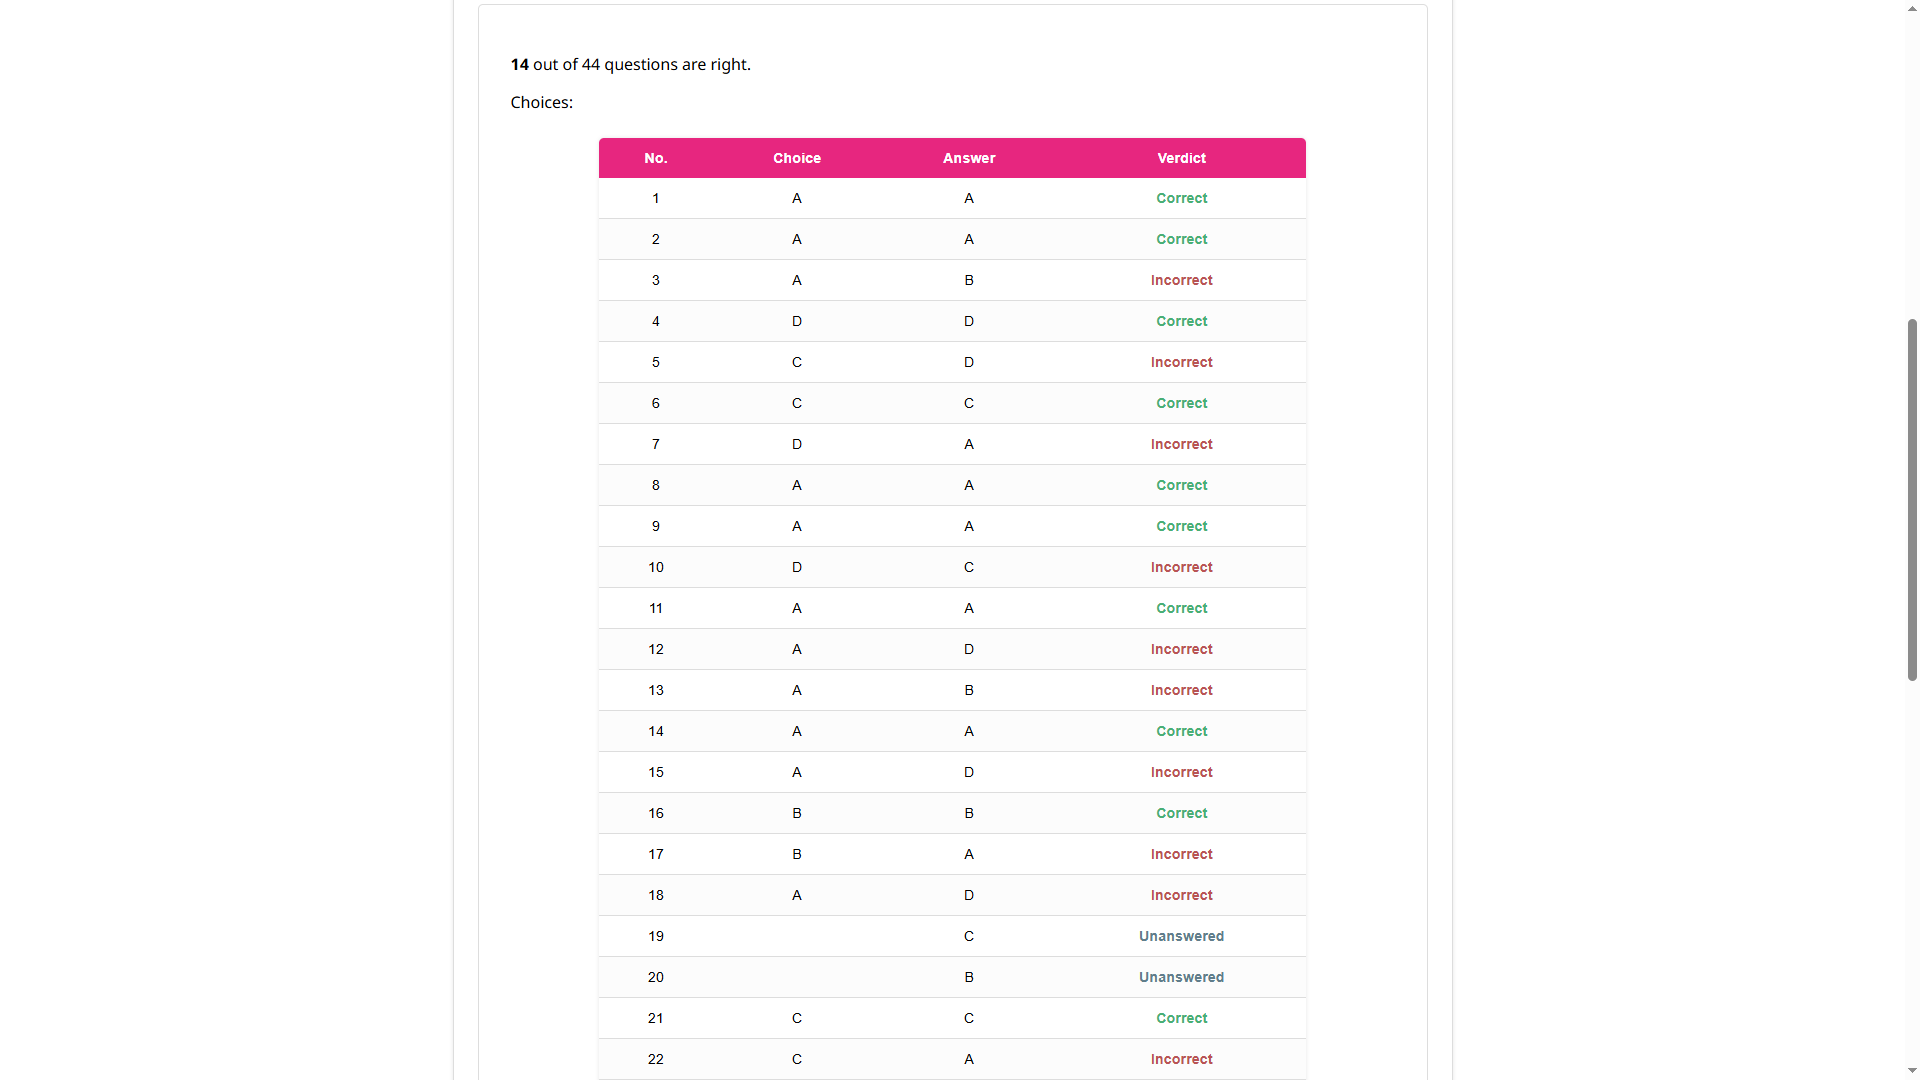 14 out of 44 questions are right.
Choices:
No. Choice Answer Verdict
1 A A Correct
2 A A Correct
3 A B Incorrect
4 D D Correct
5 C D Incorrect
6 C C Correct
7 D A Incorrect
8 A A Correct
9 A A Correct
10 D C Incorrect
11 A A Correct
12 A D Incorrect
13 A B Incorrect
14 A A Correct
15 A D Incorrect
16 B B Correct
17 B A Incorrect
18 A D Incorrect
19 C Unanswered
20 B Unanswered
21 C C Correct
22 C A Incorrect